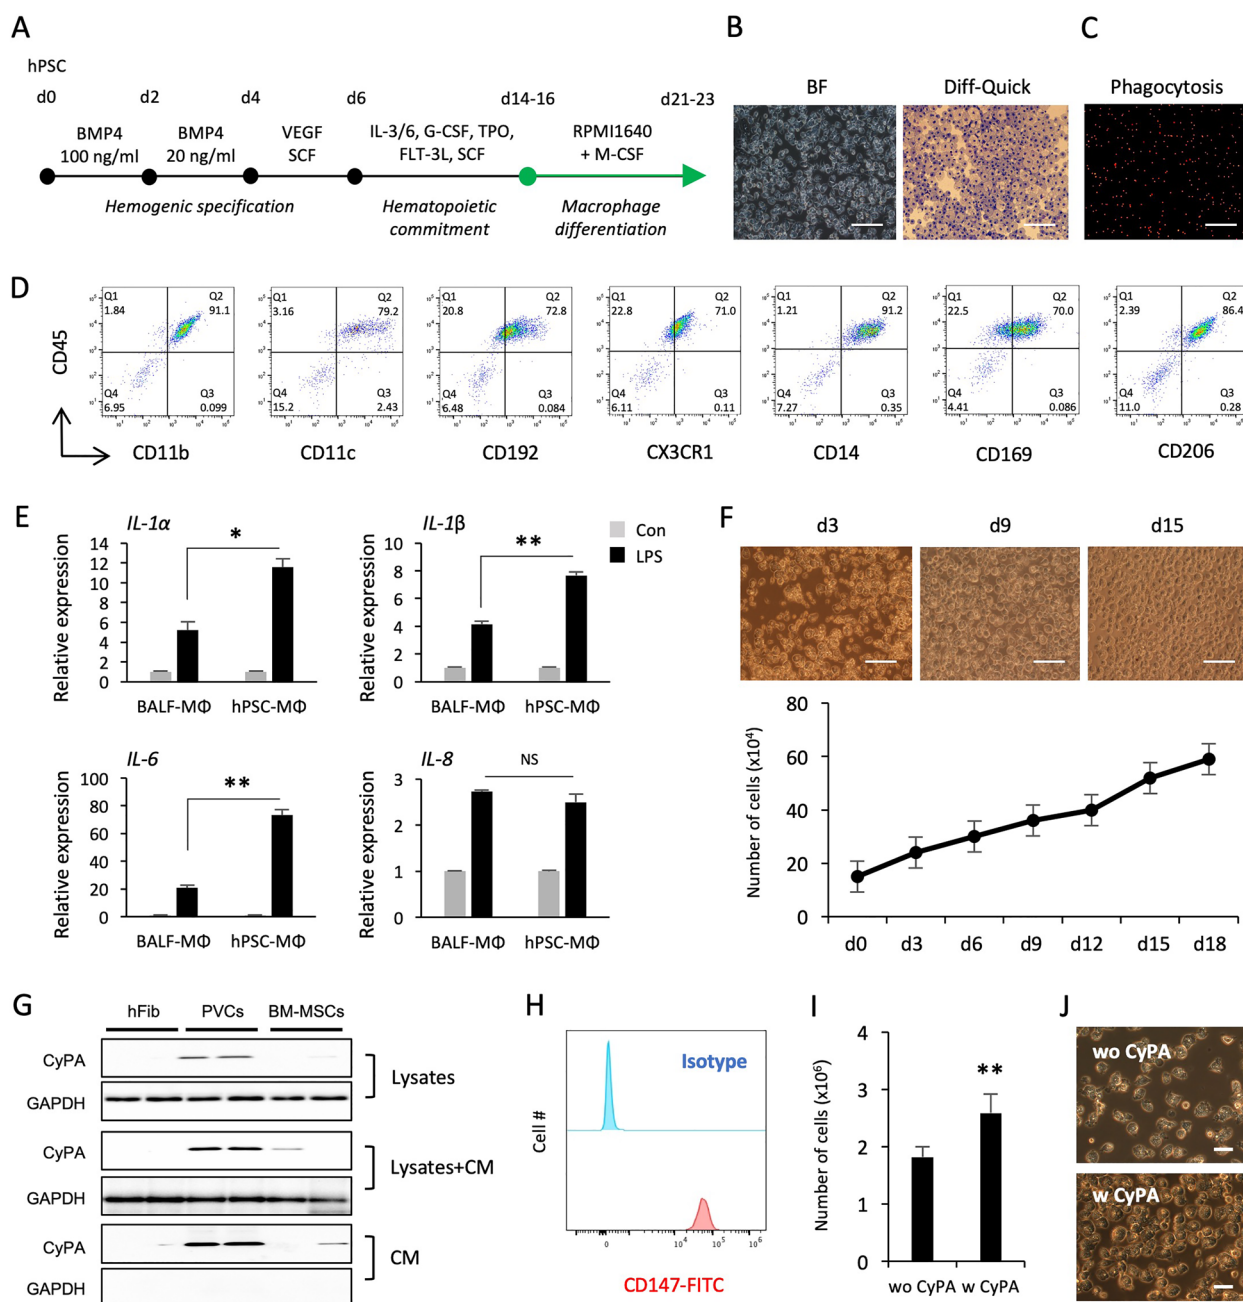 A
hPSC
d0
d2
d4
d6
d14-16
d21-23
BMP4
100 ng/ml
BMP4
20 ng/ml
VEGF
SCF
IL-3/6, G-CSF, TPO,
FLT-3L, SCF
RPMI1640
+ M-CSF
Hemogenic specification
Hematopoietic
commitment
Macrophage
differentiation
B
BF
Diff-Quick
C
Phagocytosis
D
CD45
Q1
1.84
Q2
91.1
Q4
6.95
Q3
0.099
CD11b
Q1
3.16
Q2
79.2
Q4
15.2
Q3
2.43
CD11c
Q1
20.8
Q2
72.8
Q4
6.48
Q3
0.084
CD192
Q1
22.8
Q2
71.0
Q4
6.11
Q3
0.11
CX3CR1
Q1
1.21
Q2
91.2
Q4
7.27
Q3
0.35
CD14
Q1
22.5
Q2
70.0
Q4
4.41
Q3
0.086
CD169
Q1
2.39
Q2
86.4
Q4
11.0
Q3
0.28
CD206
E
IL-1α
Relative expression
14
12
10
8
6
4
2
0
*
BALF-MΦ
hPSC-MΦ
IL-1β
Relative expression
10
8
6
4
2
0
**
BALF-MΦ
hPSC-MΦ
Con
LPS
IL-6
Relative expression
100
80
60
40
20
0
**
BALF-MΦ
hPSC-MΦ
IL-8
Relative expression
3
2
1
0
NS
BALF-MΦ
hPSC-MΦ
F
d3
d9
d15
Number of cells (x10⁴)
80
60
40
20
0
d0
d3
d6
d9
d12
d15
d18
G
hFib
PVCs
BM-MSCs
CyPA
GAPDH
Lysates
CyPA
GAPDH
Lysates+CM
CyPA
GAPDH
CM
H
Isotype
Cell #
0
10⁴
10⁵
10⁶
CD147-FITC
I
Number of cells (x10⁶)
4
3
2
1
0
**
wo CyPA
w CyPA
J
wo CyPA
w CyPA